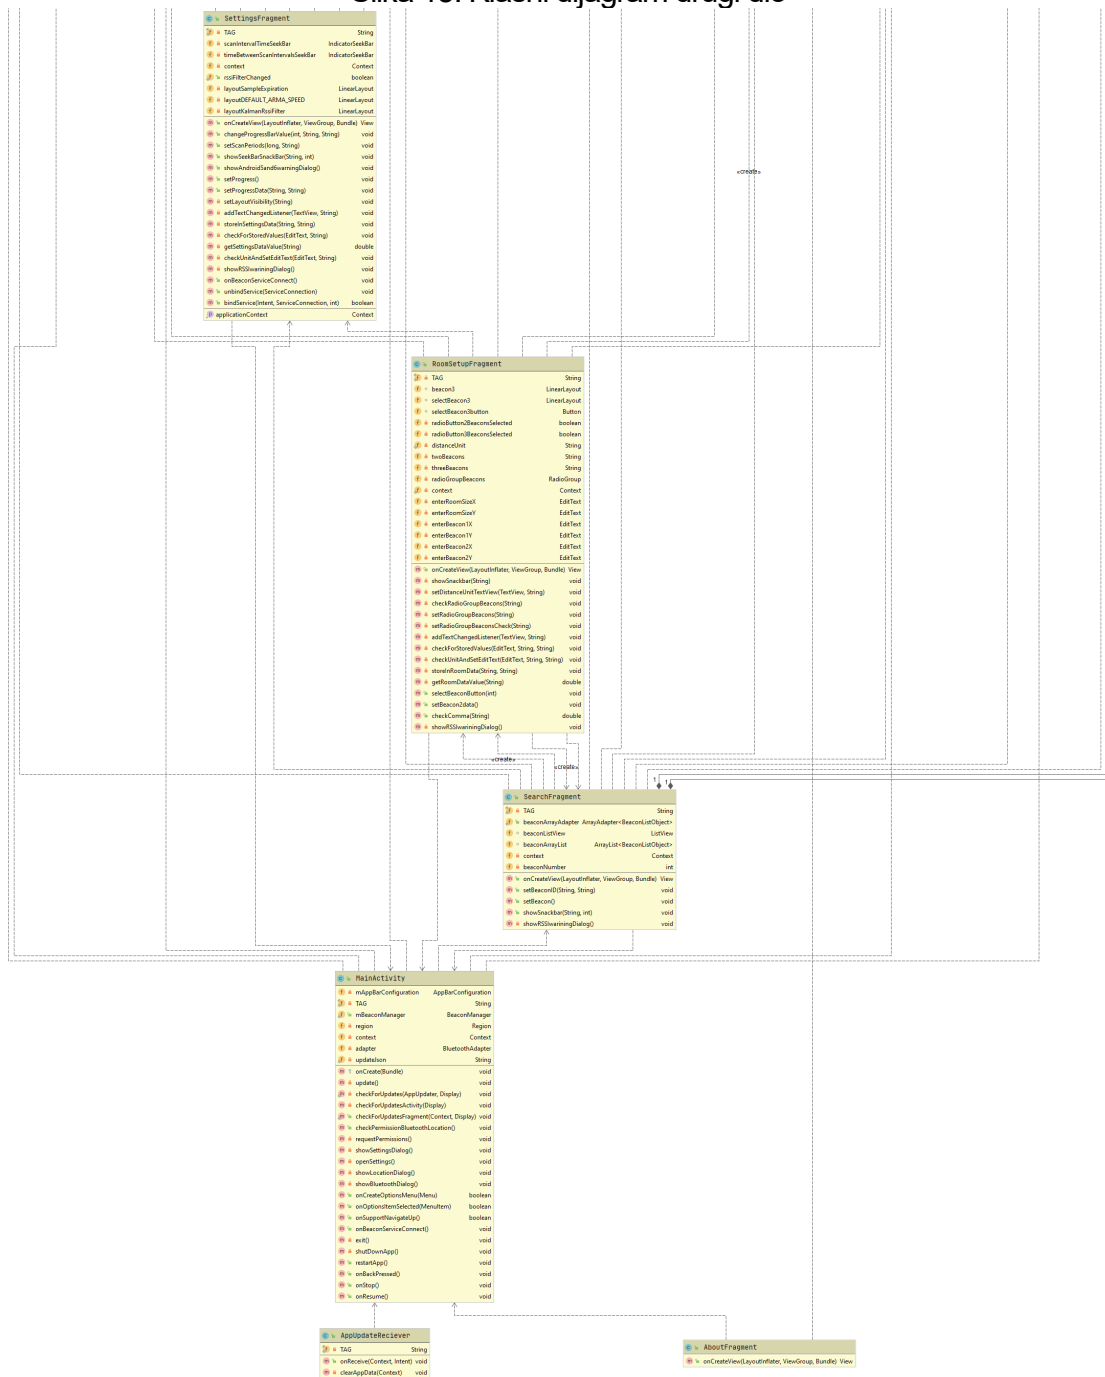 SettingsFragment
TAG String
scanIntervalTimeSeekBar IndicatorSeekBar
timeBetweenScanIntervalsSeekBar IndicatorSeekBar
context Context
rssiFilterChanged boolean
layoutSampleExpiration LinearLayout
layoutDEFAULT_ARMA_SPEED LinearLayout
layoutKalmanRssiFilter LinearLayout
onCreateView(LayoutInflater, ViewGroup, Bundle) View
changeProgressBarValue(int, String, String) void
setScanPeriods(long, String) void
showSeekBarSnackBar(String, int) void
showAndroid5and6warningDialog() void
setProgress() void
setProgressData(String, String) void
setLayoutVisibility(String) void
addTextChangedListener(TextView, String) void
storeInSettingsData(String, String) void
checkForStoredValues(EditText, String) void
getSettingsDataValue(String) double
checkUnitAndSetEditText(EditText, String) void
showRSSIwariningDialog() void
onBeaconServiceConnect() void
unbindService(ServiceConnection) void
bindService(Intent, ServiceConnection, int) boolean
applicationContext Context
«create»
RoomSetupFragment
TAG String
beacon3 LinearLayout
selectBeacon3 LinearLayout
selectBeacon3button Button
radioButton2BeaconsSelected boolean
radioButton3BeaconsSelected boolean
distanceUnit String
twoBeacons String
threeBeacons String
radioGroupBeacons RadioGroup
context Context
enterRoomSizeX EditText
enterRoomSizeY EditText
enterBeacon1X EditText
enterBeacon1Y EditText
enterBeacon2X EditText
enterBeacon2Y EditText
onCreateView(LayoutInflater, ViewGroup, Bundle) View
showSnackbar(String) void
setDistanceUnitTextView(TextView, String) void
checkRadioGroupBeacons(String) void
setRadioGroupBeacons(String) void
setRadioGroupBeaconsCheck(String) void
addTextChangedListener(TextView, String) void
checkForStoredValues(EditText, String, String) void
checkUnitAndSetEditText(EditText, String, String) void
storeInRoomData(String, String) void
getRoomDataValue(String) double
selectBeaconButton(int) void
setBeacon2data() void
checkComma(String) double
showRSSIwariningDialog() void
«create»
«create»
1 1
SearchFragment
TAG String
beaconArrayAdapter ArrayAdapter<BeaconListObject>
beaconListView ListView
beaconArrayList ArrayList<BeaconListObject>
context Context
beaconNumber int
onCreateView(LayoutInflater, ViewGroup, Bundle) View
setBeaconID(String, String) void
setBeacon() void
showSnackbar(String, int) void
showRSSIwariningDialog() void
MainActivity
mAppBarConfiguration AppBarConfiguration
TAG String
mBeaconManager BeaconManager
region Region
context Context
adapter BluetoothAdapter
updateJson String
onCreate(Bundle) void
update() void
checkForUpdates(AppUpdater, Display) void
checkForUpdatesActivity(Display) void
checkForUpdatesFragment(Context, Display) void
checkPermissionBluetoothLocation() void
requestPermissions() void
showSettingsDialog() void
openSettings() void
showLocationDialog() void
showBluetoothDialog() void
onCreateOptionsMenu(Menu) boolean
onOptionsItemSelected(MenuItem) boolean
onSupportNavigateUp() boolean
onBeaconServiceConnect() void
exit() void
shutDownApp() void
restartApp() void
onBackPressed() void
onStop() void
onResume() void
AppUpdateReciever
TAG String
onReceive(Context, Intent) void
clearAppData(Context) void
AboutFragment
onCreateView(LayoutInflater, ViewGroup, Bundle) View